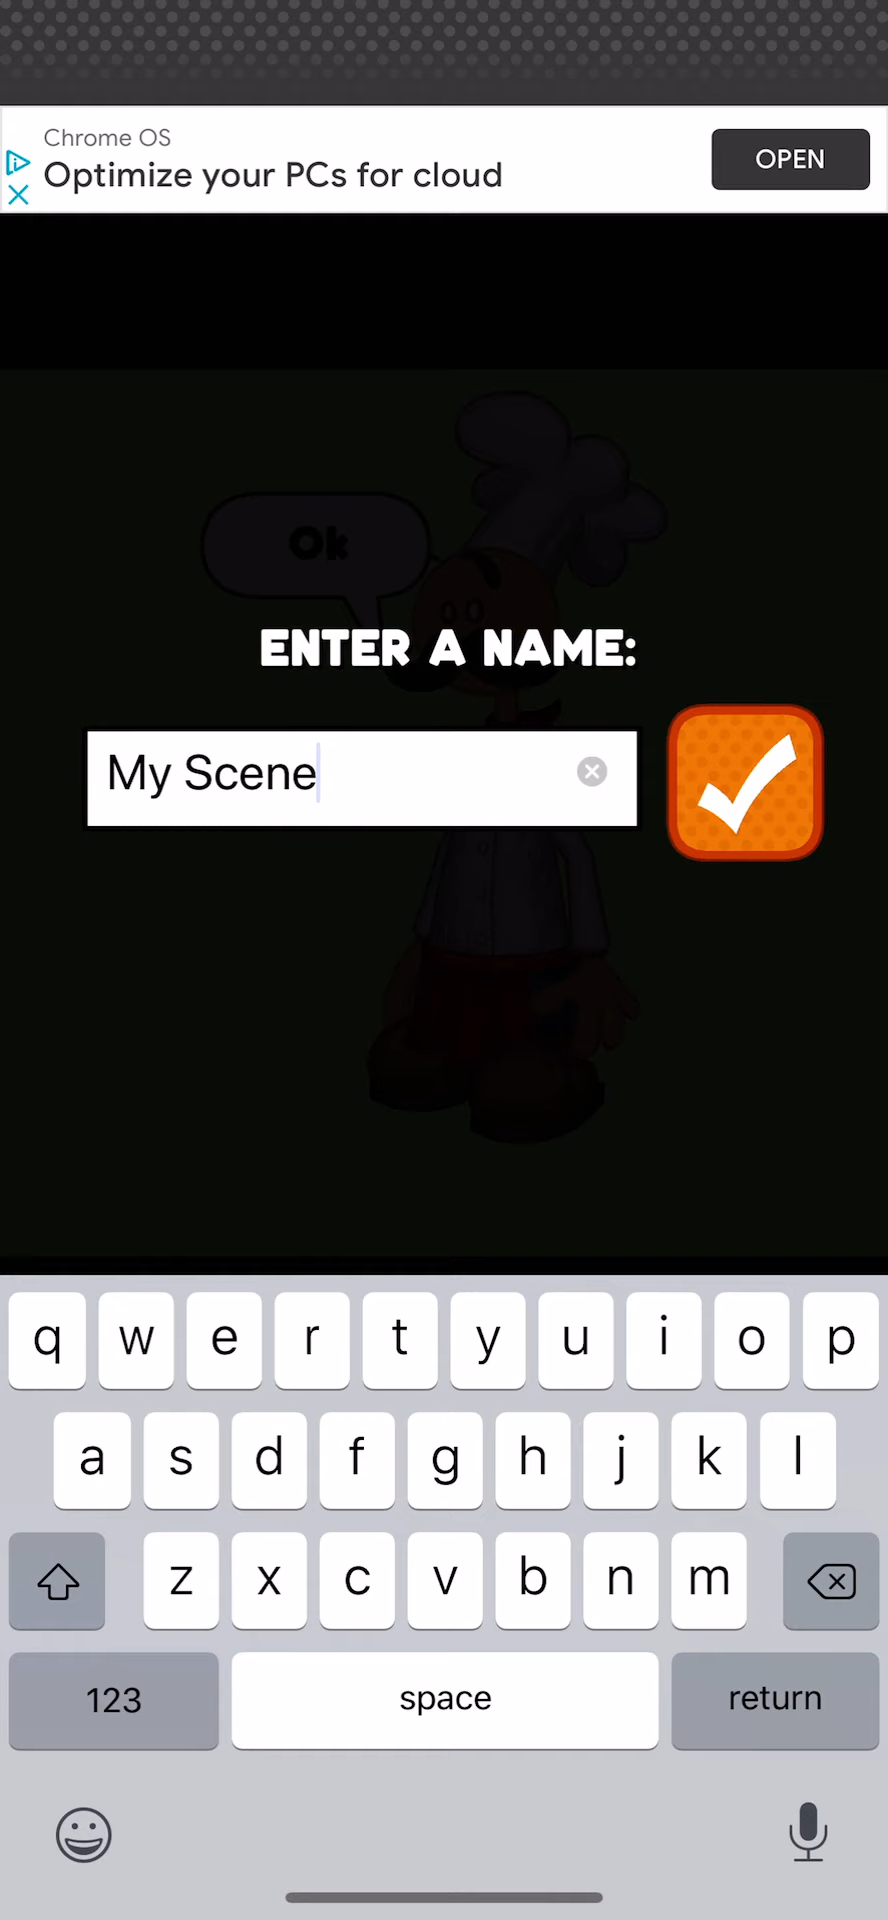 Chrome OS
Optimize your PCs for cloud
OPEN
Ok
ENTER A NAME:
My Scene
q w e r t y u i o p
a s d f g h j k l
z x c v b n m
123 space return